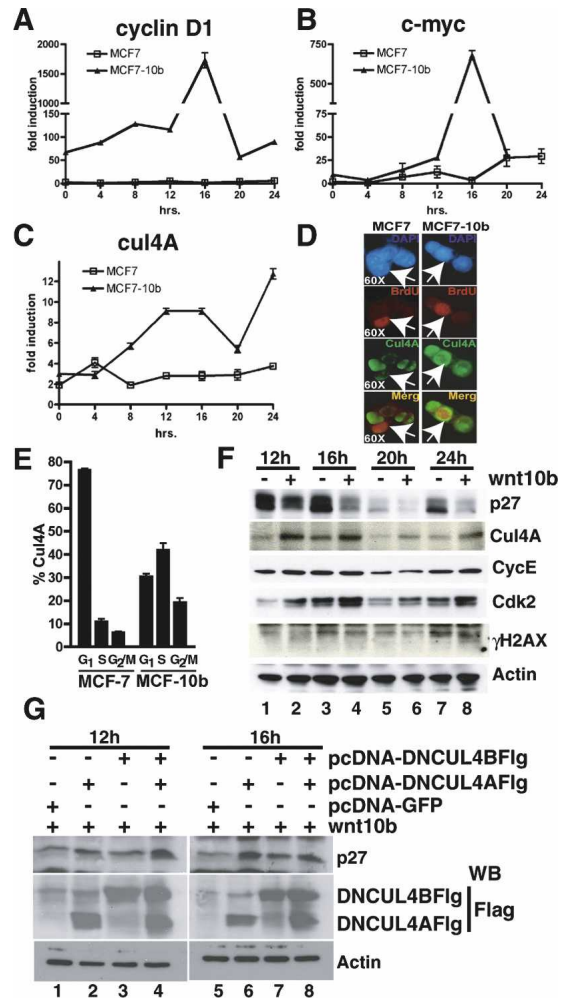 A
cyclin D1
fold induction
2000
1500
1000
150
100
50
0
MCF7
MCF7-10b
0 4 8 12 16 20 24
hrs.
B
c-myc
fold induction
750
500
75
50
25
0
MCF7
MCF7-10b
0 4 8 12 16 20 24
hrs.
C
cul4A
fold induction
12
10
8
6
4
2
0
MCF7
MCF7-10b
0 4 8 12 16 20 24
hrs.
D
MCF7 MCF7-10b
DAPI DAPI
60X
BrdU BrdU
60X
Cul4A Cul4A
60X
Merg Merg
60X
E
% Cul4A
80
70
60
50
40
30
20
10
0
G1 S G2/M G1 S G2/M
MCF-7 MCF-10b
F
12h 16h 20h 24h
- + - + - + - + wnt10b
p27
Cul4A
CycE
Cdk2
γH2AX
Actin
1 2 3 4 5 6 7 8
G
12h 16h
- - + + - - + + pcDNA-DNCUL4BFlg
- + - + - + - + pcDNA-DNCUL4AFlg
+ - - - + - - - pcDNA-GFP
+ + + + + + + + wnt10b
p27
WB
DNCUL4BFlg
Flag
DNCUL4AFlg
Actin
1 2 3 4 5 6 7 8